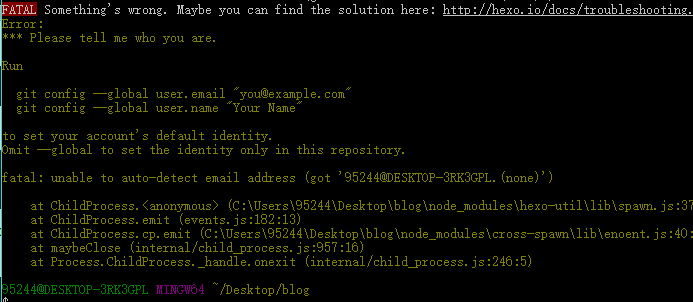 FATAL Something's wrong. Maybe you can find the solution here: http://hexo.io/docs/troubleshooting.
Error:
*** Please tell me who you are.
Run
git config --global user.email "you@example.com"
git config --global user.name "Your Name"
to set your account's default identity.
Omit --global to set the identity only in this repository.
fatal: unable to auto-detect email address (got '95244@DESKTOP-3RK3GPL.(none)')
at ChildProcess.<anonymous> (C:\Users\95244\Desktop\blog\node_modules\hexo-util\lib\spawn.js:37
at ChildProcess.emit (events.js:182:13)
at ChildProcess.cp.emit (C:\Users\95244\Desktop\blog\node_modules\cross-spawn\lib\enoent.js:40:
at maybeClose (internal/child_process.js:957:16)
at Process.ChildProcess._handle.onexit (internal/child_process.js:246:5)
95244@DESKTOP-3RK3GPL MINGW64 ~/Desktop/blog